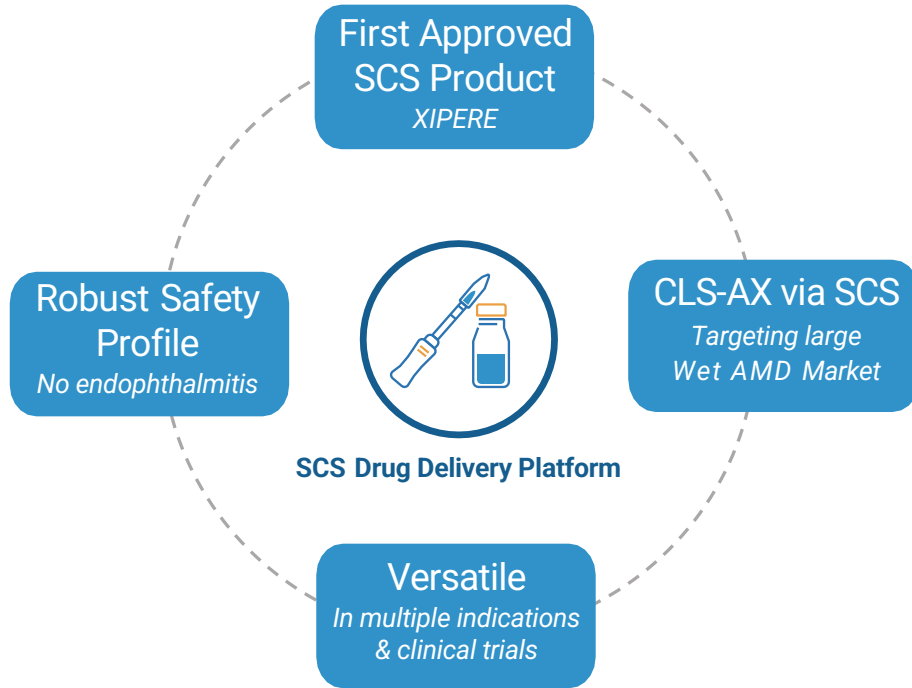 First Approved
SCS Product
XIPERE
Robust Safety
Profile
No endophthalmitis
CLS-AX via SCS
Targeting large
Wet AMD Market
SCS Drug Delivery Platform
Versatile
In multiple indications
& clinical trials